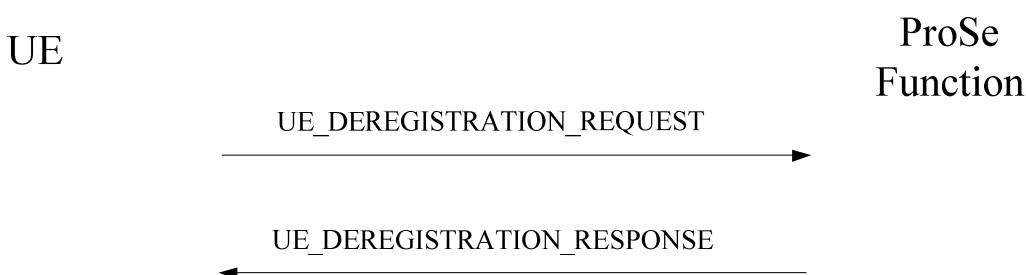 UE
ProSe
Function
UE_DEREGISTRATION_REQUEST
UE_DEREGISTRATION_RESPONSE